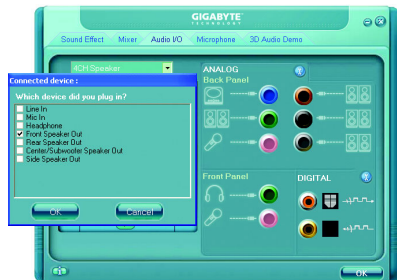 GIGABYTE
TECHNOLOGY
Sound Effect Mixer Audio I/O Microphone 3D Audio Demo
4CH Speaker
ANALOG
Back Panel
Connected device :
Which device did you plug in?
Line In
Mic In
Headphone
Front Speaker Out
Rear Speaker Out
Center/Subwoofer Speaker Out
Side Speaker Out
OK Cancel
Front Panel
DIGITAL
OK